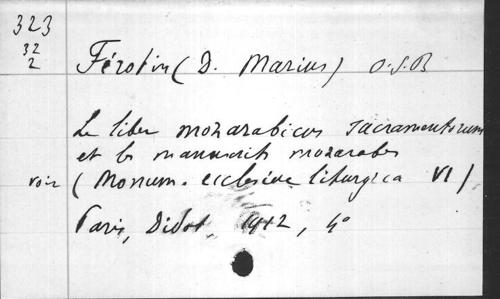 323
32
2
Férotin (D. Marius) O.S.B
Le liber mozarabicus sacramentorum
et les manuscrits mozarabes
voir (Monum. ecclesiae liturgica VI)
Paris, Didot, 1912, 4°